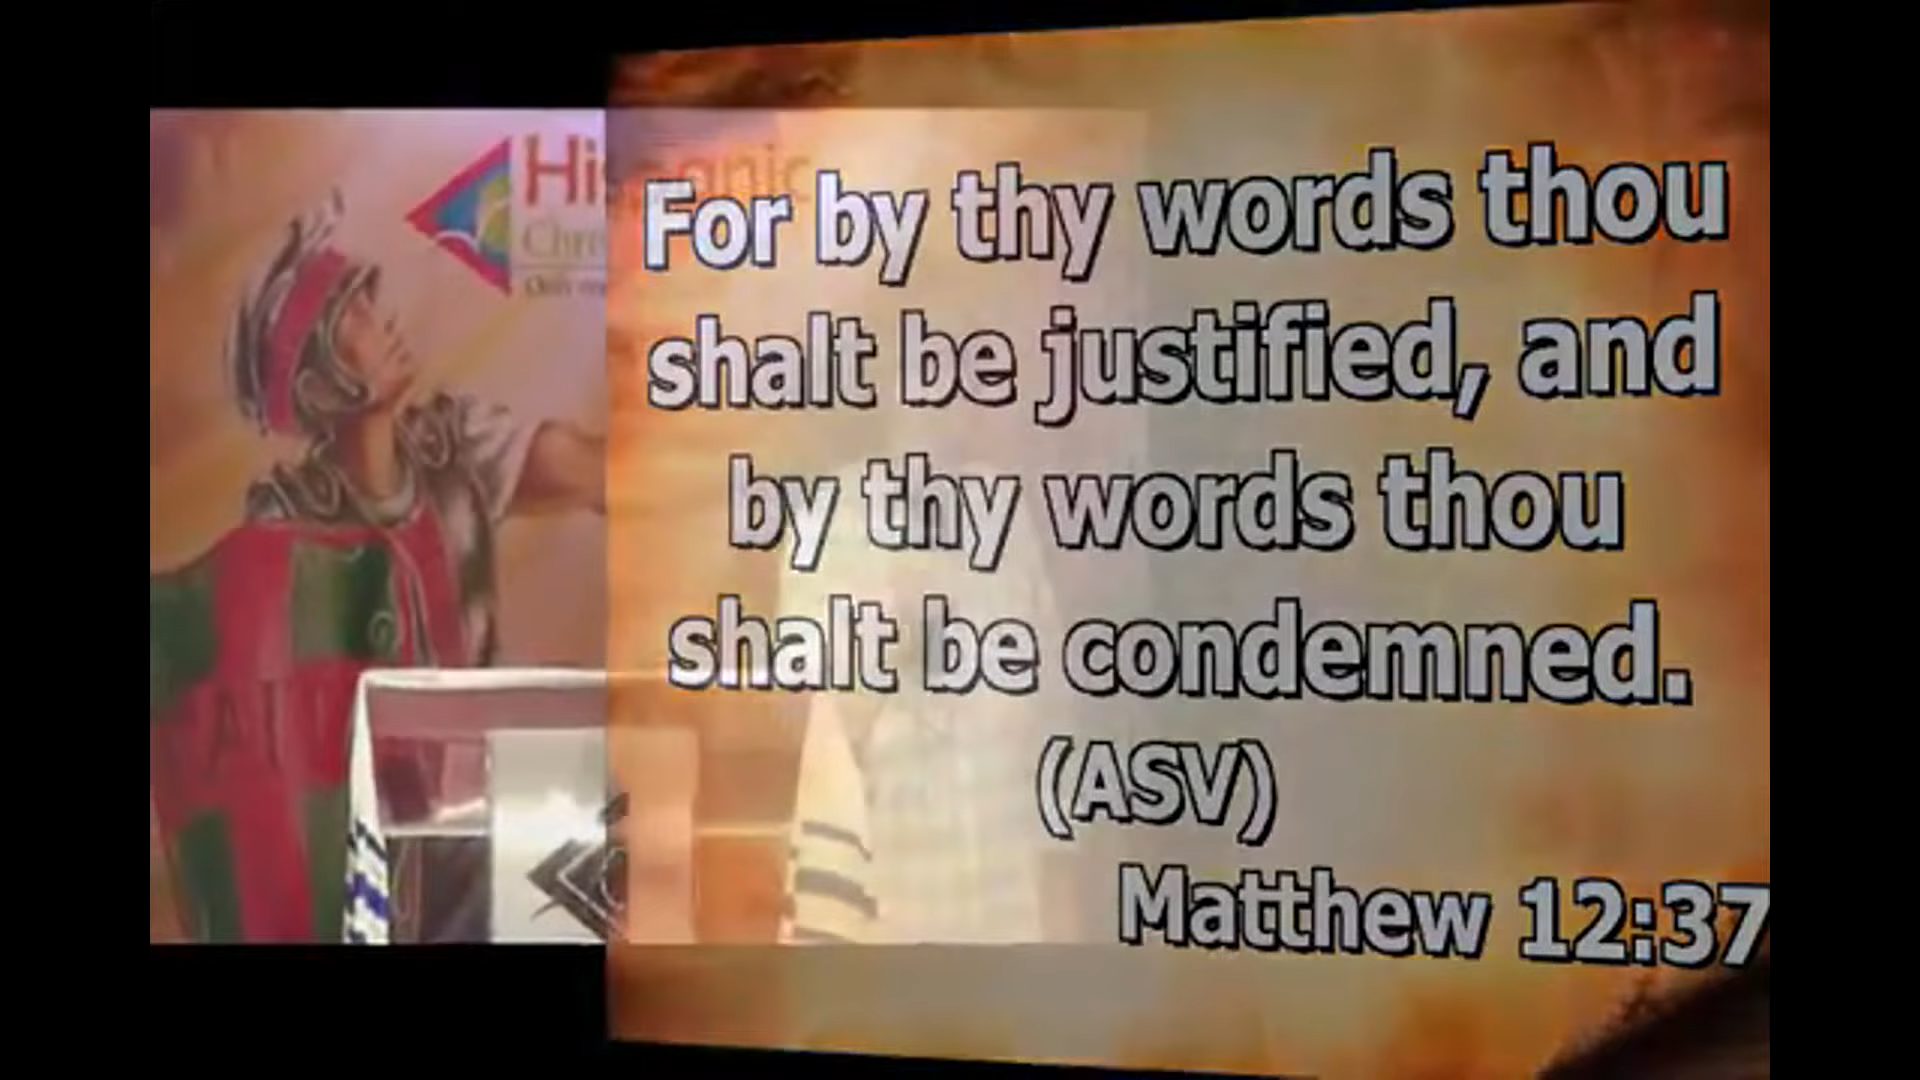 Hispanic
For by thy words thou
shalt be justified, and
by thy words thou
shalt be condemned.
(ASV)
Matthew 12:37